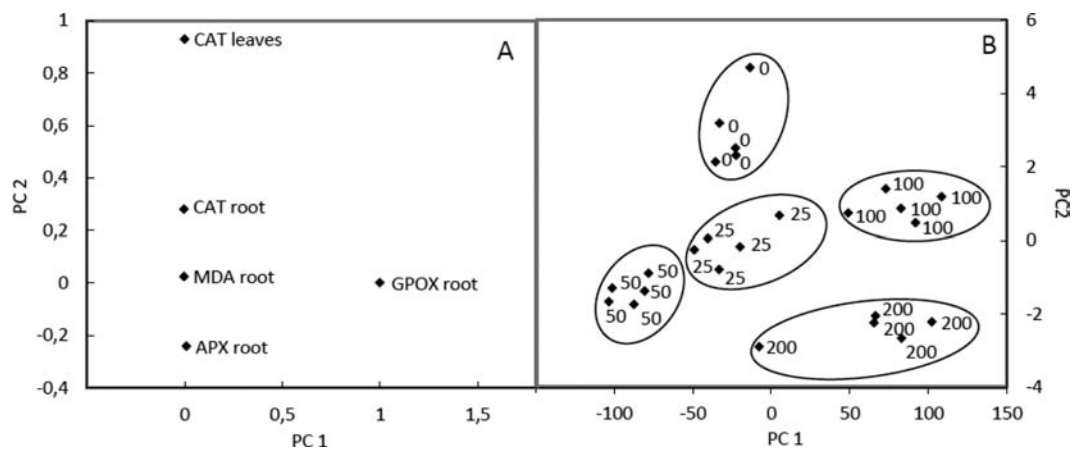 1
0,8
0,6
0,4
0,2
0
-0,2
-0,4
PC 2
A
CAT leaves
CAT root
MDA root
GPOX root
APX root
0 0,5 1 1,5
PC 1
B
0
0
0
0 0
100
100
100 100
100
25
25
25
25 25
50 50
50
50 50
200
200 200
200 200
6
4
2
0
-2
-4
PC2
-100 -50 0 50 100 150
PC 1